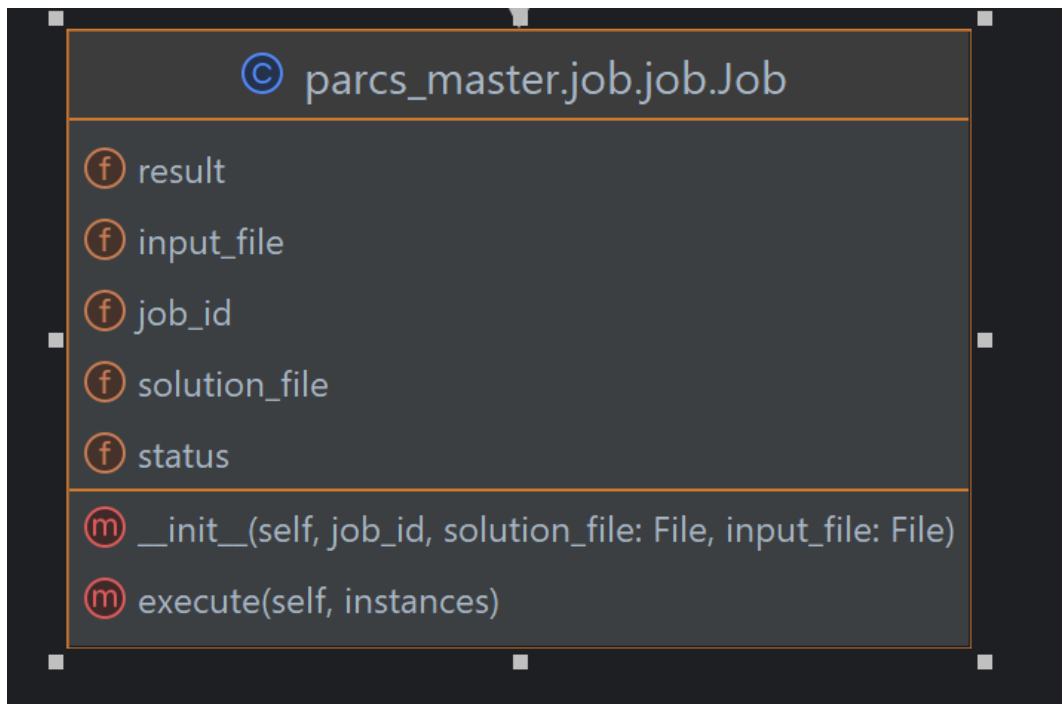 C parcs_master.job.job.Job
f result
f input_file
f job_id
f solution_file
f status
m __init__(self, job_id, solution_file: File, input_file: File)
m execute(self, instances)